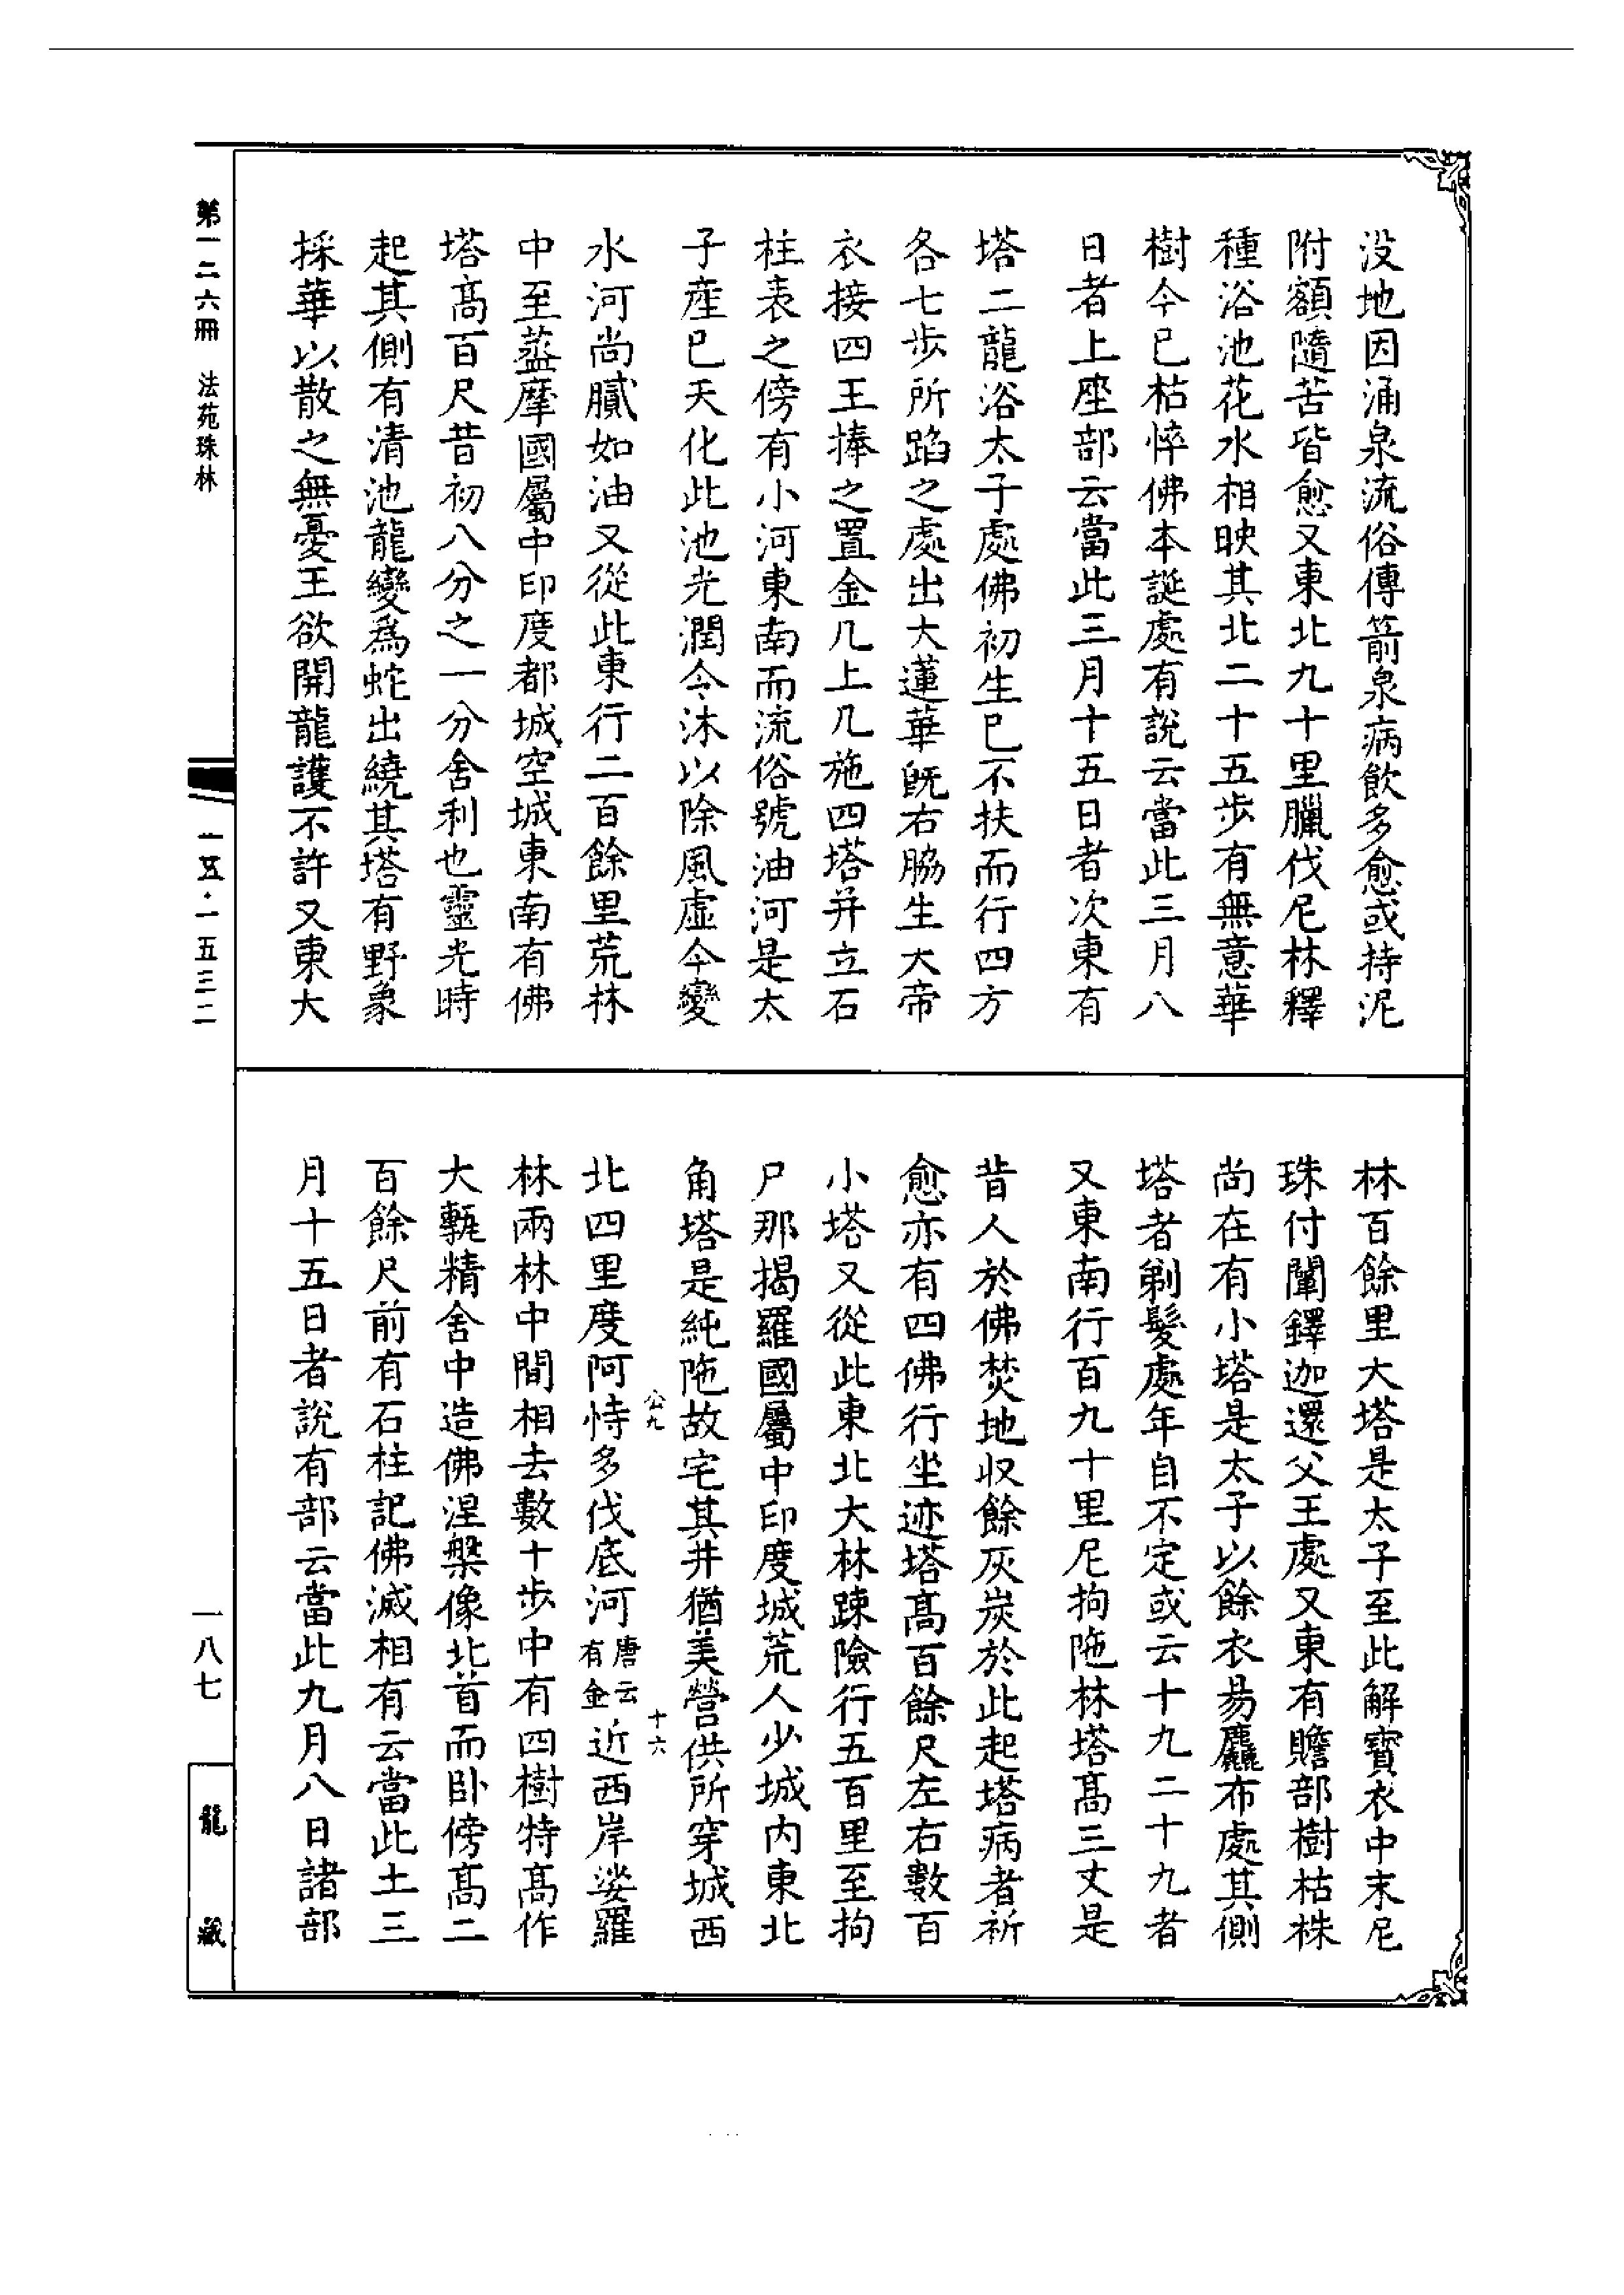 没地因涌泉流俗傳箭泉病飲多愈或持泥
附額隨苦皆愈又東北九十里臘伐尼林釋
種浴池花水相映其北二十五步有無意華
樹今已枯悴佛本誕處有說云當此三月八
日者上座部云當此三月十五日者次東有
塔二龍浴太子處佛初生已不扶而行四方
各七步所蹈之處出大蓮華既右脇生大帝
衣接四王捧之置金几上几施四塔并立石
柱表之傍有小河東南而流俗號油河是太
子產已天化此池光潤令沐以除風虛今變
水河尚膩如油又從此東行二百餘里荒林
中至藍摩國屬中印度都城空城東南有佛
塔高百尺昔初八分之一分舍利也靈光時
起其側有清池龍變為蛇出繞其塔有野象
採華以散之無憂王欲開龍護不許又東大
林百餘里大塔是太子至此解寶衣中末尼
珠付闡鐸迦還父王處又東有贍部樹枯株
尚在有小塔是太子以餘衣易麤布處其側
塔者剃髮處年自不定或云十九二十九者
又東南行百九十里尼拘陁林塔高三丈是
昔人於佛焚地収餘灰炭於此起塔病者祈
愈亦有四佛行坐迹塔高百餘尺左右數百
小塔又從此東北大林踈險行五百里至拘
尸那揭羅國屬中印度城荒人少城内東北
角塔是純陁故宅其井猶美營供所穿城西
公九
十六
北四里度阿恃多伐底河唐云有金近西岸娑羅
林兩林中間相去數十步中有四樹特高作
大甎精舍中造佛涅槃像北首而卧傍高二
百餘尺前有石柱記佛滅相有云當此土三
月十五日者說有部云當此九月八日諸部
第一二六冊 法苑珠林
一五·一五三二
一八七
龍藏